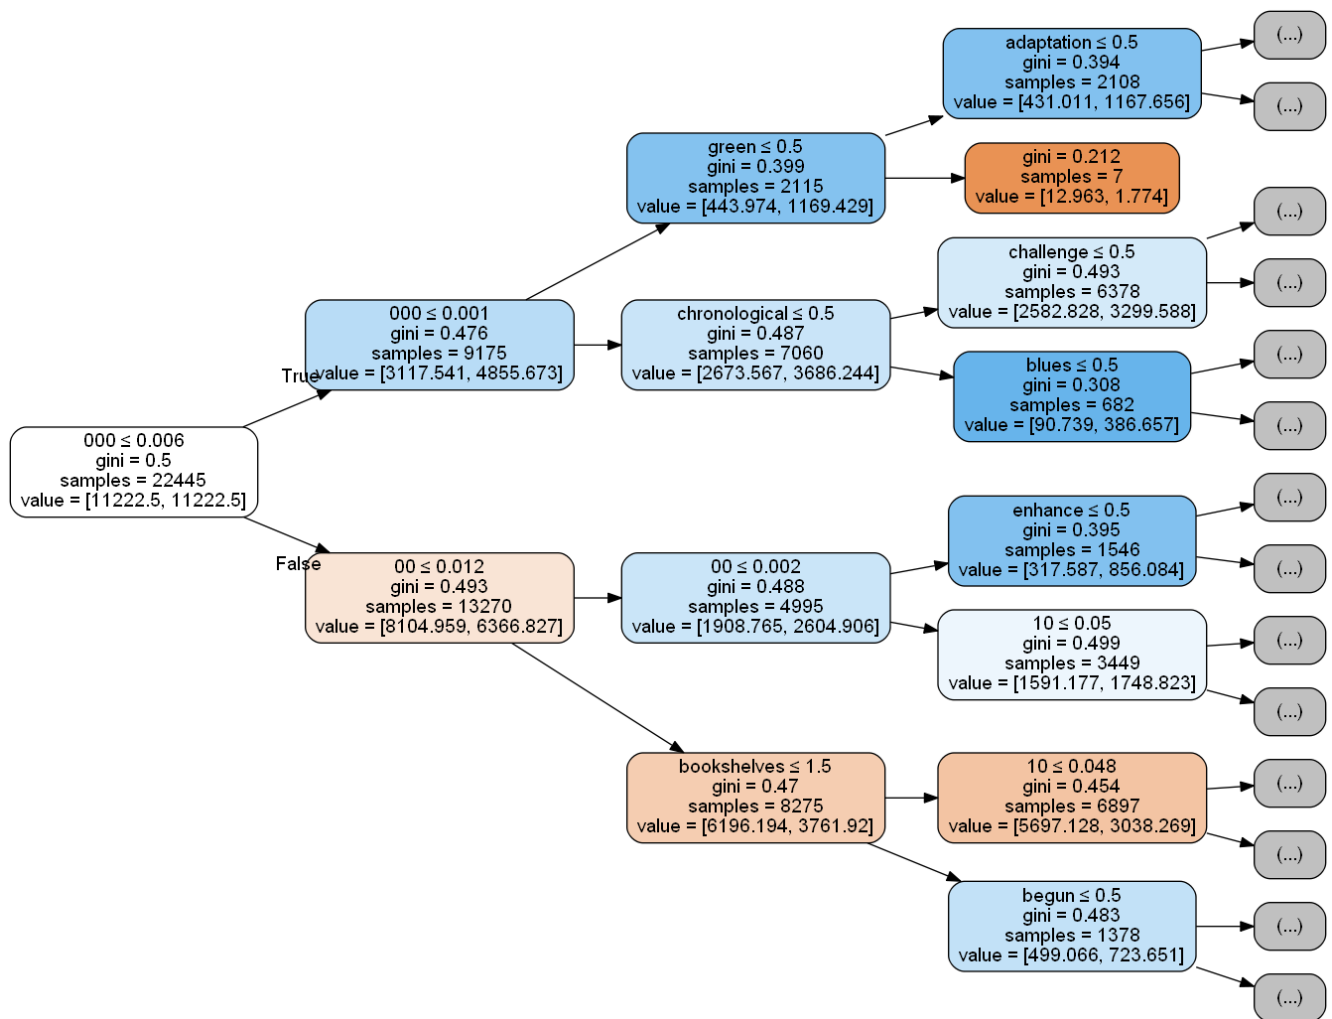 000 ≤ 0.006
gini = 0.5
samples = 22445
value = [11222.5, 11222.5]
True
False
000 ≤ 0.001
gini = 0.476
samples = 9175
value = [3117.541, 4855.673]
00 ≤ 0.012
gini = 0.493
samples = 13270
value = [8104.959, 6366.827]
green ≤ 0.5
gini = 0.399
samples = 2115
value = [443.974, 1169.429]
chronological ≤ 0.5
gini = 0.487
samples = 7060
value = [2673.567, 3686.244]
00 ≤ 0.002
gini = 0.488
samples = 4995
value = [1908.765, 2604.906]
bookshelves ≤ 1.5
gini = 0.47
samples = 8275
value = [6196.194, 3761.92]
adaptation ≤ 0.5
gini = 0.394
samples = 2108
value = [431.011, 1167.656]
gini = 0.212
samples = 7
value = [12.963, 1.774]
challenge ≤ 0.5
gini = 0.493
samples = 6378
value = [2582.828, 3299.588]
blues ≤ 0.5
gini = 0.308
samples = 682
value = [90.739, 386.657]
enhance ≤ 0.5
gini = 0.395
samples = 1546
value = [317.587, 856.084]
10 ≤ 0.05
gini = 0.499
samples = 3449
value = [1591.177, 1748.823]
10 ≤ 0.048
gini = 0.454
samples = 6897
value = [5697.128, 3038.269]
begun ≤ 0.5
gini = 0.483
samples = 1378
value = [499.066, 723.651]
(...)
(...)
(...)
(...)
(...)
(...)
(...)
(...)
(...)
(...)
(...)
(...)
(...)
(...)